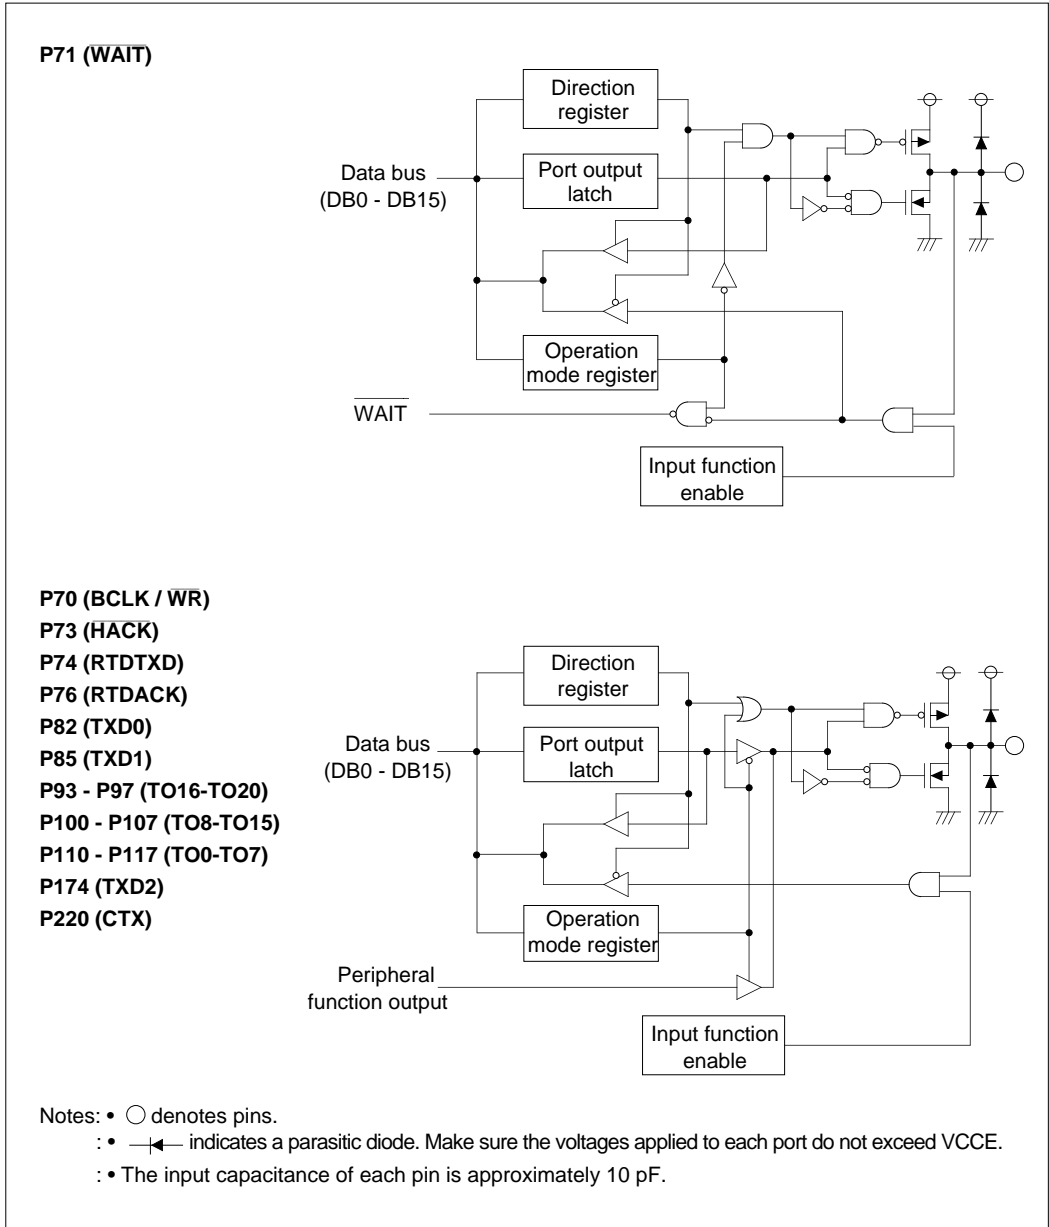 P71 (WAIT)
Direction
register
Data bus
(DB0 - DB15)
Port output
latch
Operation
mode register
WAIT
Input function
enable
P70 (BCLK / WR)
P73 (HACK)
P74 (RTDTXD)
P76 (RTDACK)
P82 (TXD0)
P85 (TXD1)
P93 - P97 (TO16-TO20)
P100 - P107 (TO8-TO15)
P110 - P117 (TO0-TO7)
P174 (TXD2)
P220 (CTX)
Direction
register
Data bus
(DB0 - DB15)
Port output
latch
Operation
mode register
Peripheral
function output
Input function
enable
Notes: • ○ denotes pins.
: • indicates a parasitic diode. Make sure the voltages applied to each port do not exceed VCCE.
: • The input capacitance of each pin is approximately 10 pF.